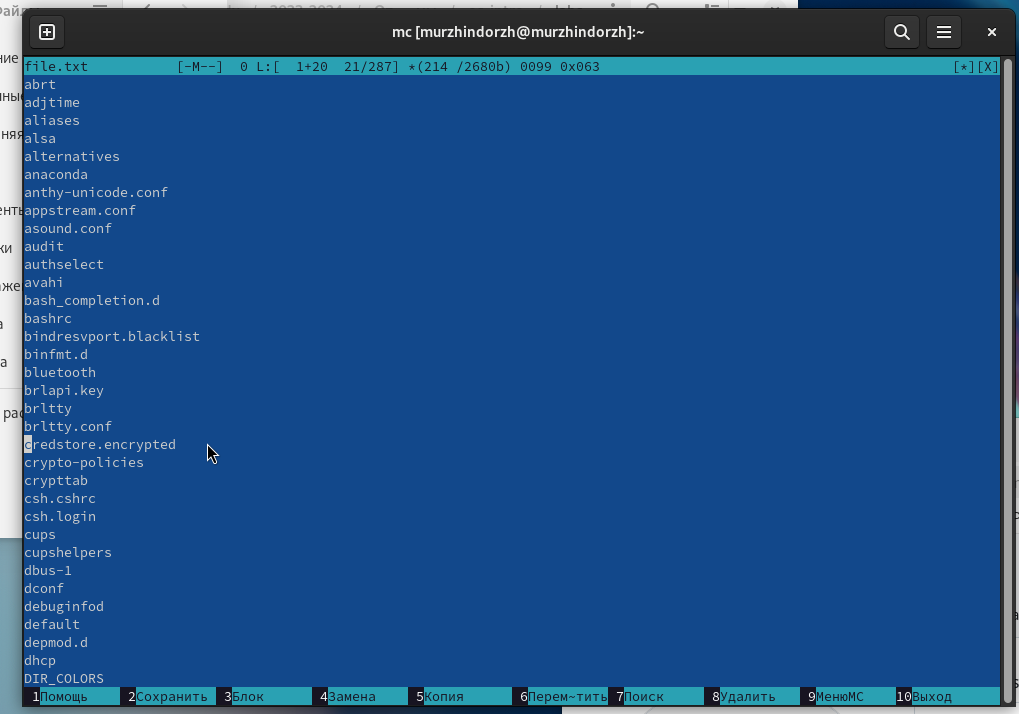 mc [murzhindorzh@murzhindorzh]:~
file.txt [-M--] 0 L:[ 1+20 21/287] *(214 /2680b) 0099 0x063 [*][X]
abrt
adjtime
aliases
alsa
alternatives
anaconda
anthy-unicode.conf
appstream.conf
asound.conf
audit
authselect
avahi
bash_completion.d
bashrc
bindresvport.blacklist
binfmt.d
bluetooth
brlapi.key
brltty
brltty.conf
credstore.encrypted
crypto-policies
crypttab
csh.cshrc
csh.login
cups
cupshelpers
dbus-1
dconf
debuginfod
default
depmod.d
dhcp
DIR_COLORS
1Помощь 2Сохранить 3Блок 4Замена 5Копия 6Перем~тить 7Поиск 8Удалить 9МенюМС 10Выход